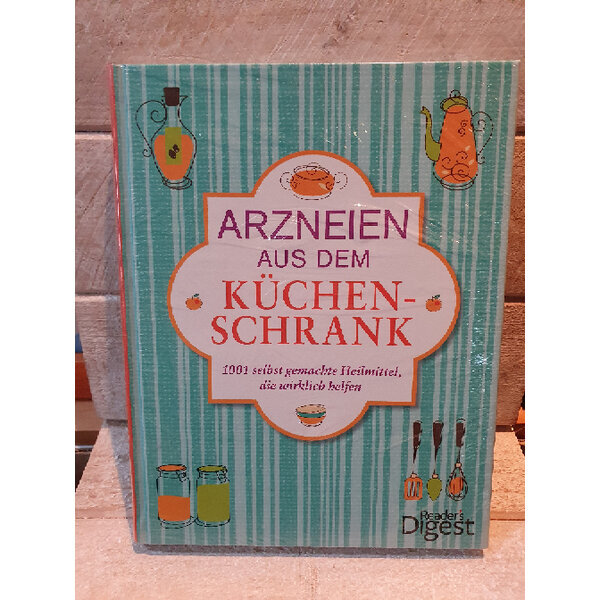 ARZNEIEN
AUS DEM
KÜCHEN-
SCHRANK
1001 selbst gemachte Heilmittel,
die wirklich helfen
Reader's
Digest